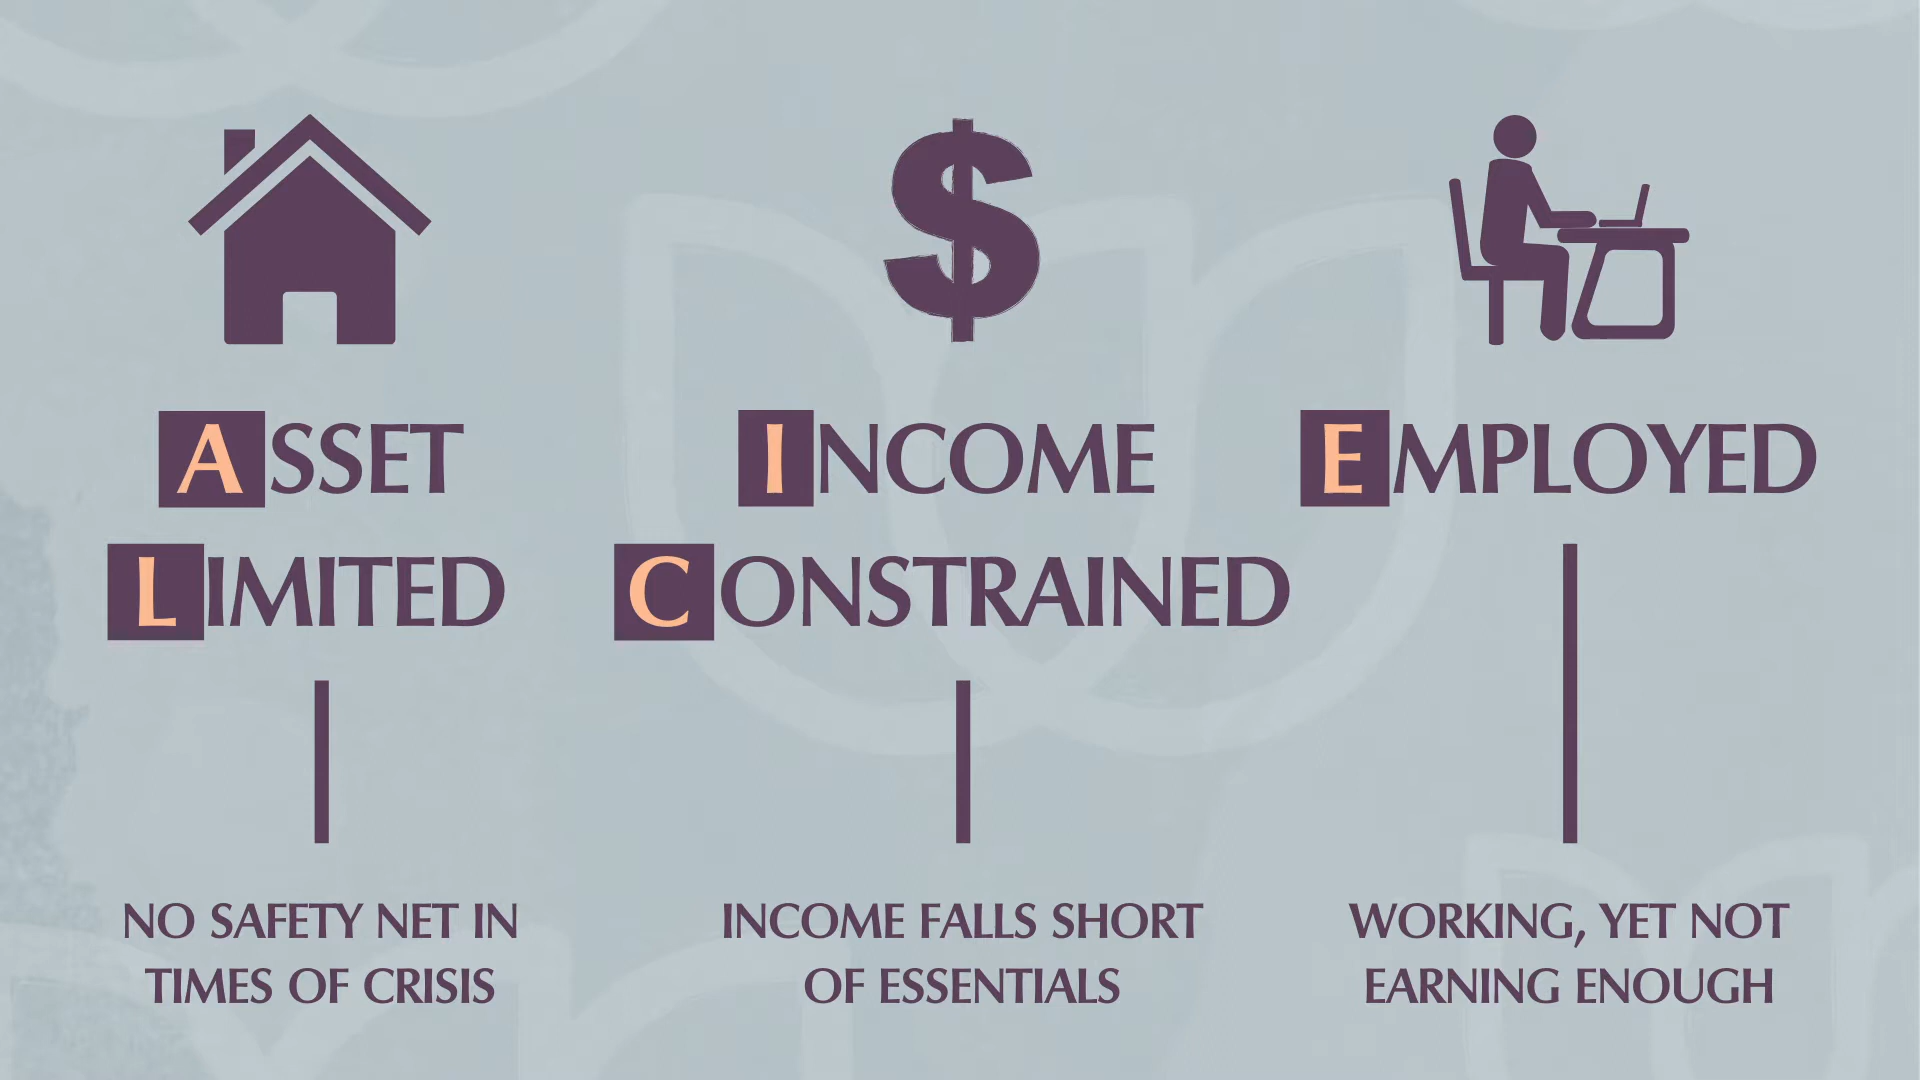 ASSET
LIMITED
NO SAFETY NET IN
TIMES OF CRISIS
INCOME
CONSTRAINED
INCOME FALLS SHORT
OF ESSENTIALS
EMPLOYED
WORKING, YET NOT
EARNING ENOUGH